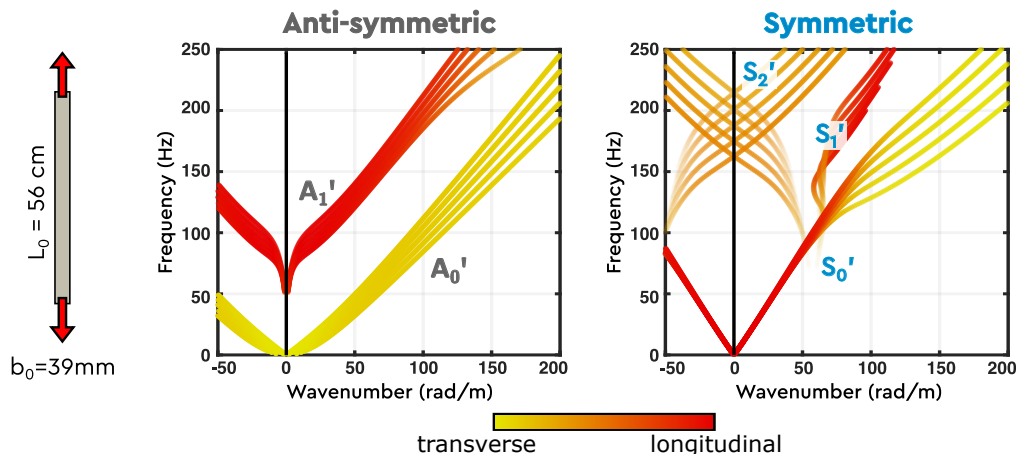 Anti-symmetric
Symmetric
L₀ = 56 cm
b₀=39mm
Frequency (Hz)
250
200
150
100
50
0
-50 0 50 100 150 200
Wavenumber (rad/m)
A₁'
A₀'
Frequency (Hz)
250
200
150
100
50
0
-50 0 50 100 150 200
Wavenumber (rad/m)
S₂'
S₁'
S₀'
transverse longitudinal